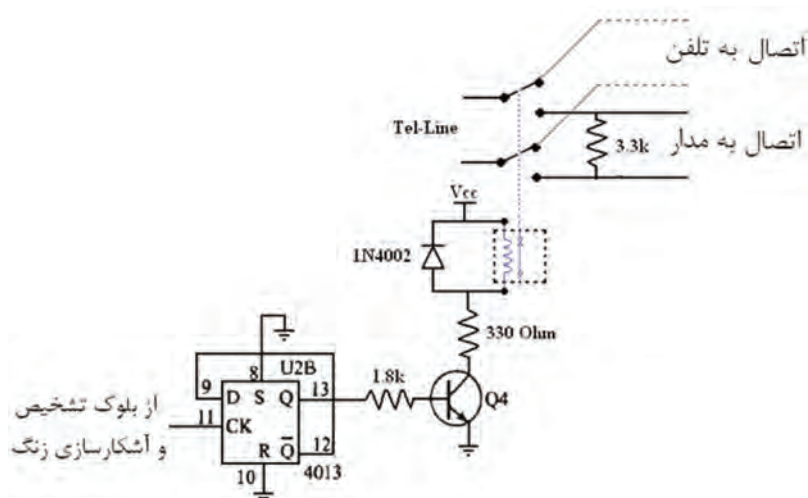 اتصال به تلفن
Tel-Line
اتصال به مدار
3.3k
Vcc
1N4002
330 Ohm
8
U2B
9
D
S
Q
13
1.8k
Q4
از بلوک تشخیص
11
CK
و آشکارسازی زنگ
R
Q
12
10
4013